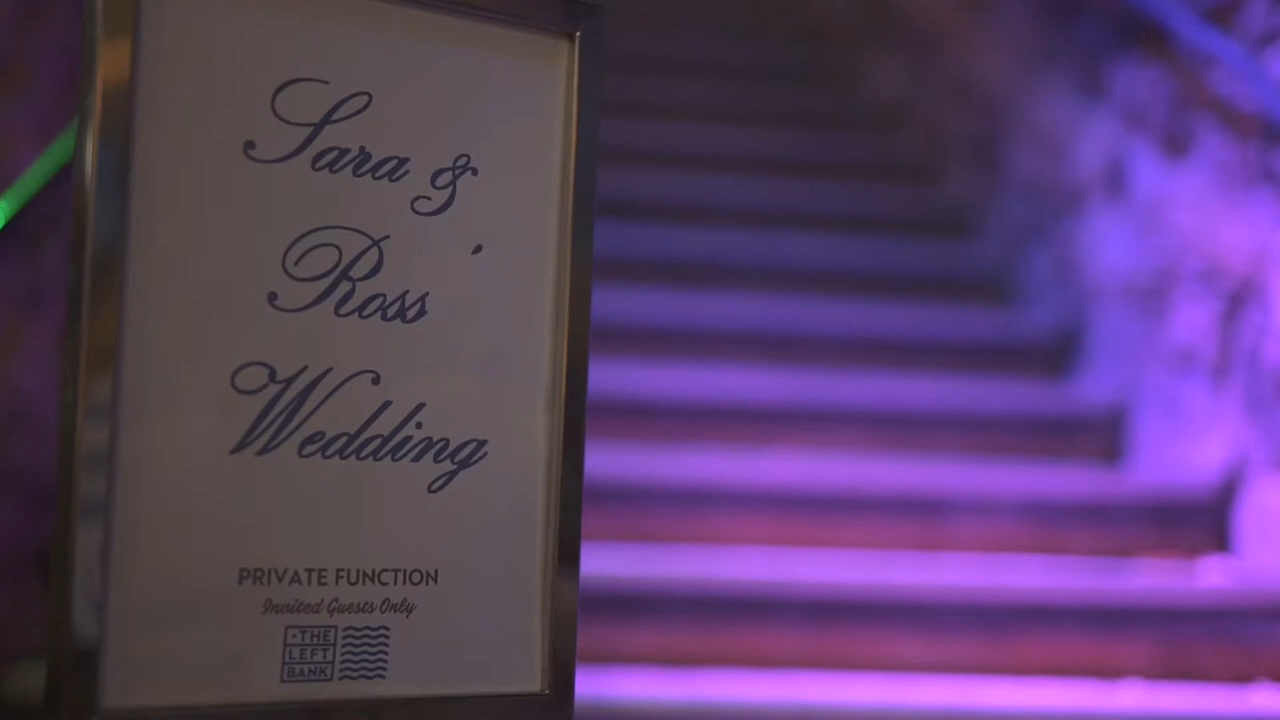 Sara &
Ross'
Wedding
PRIVATE FUNCTION
Invited Guests Only
·THE
LEFT
BANK